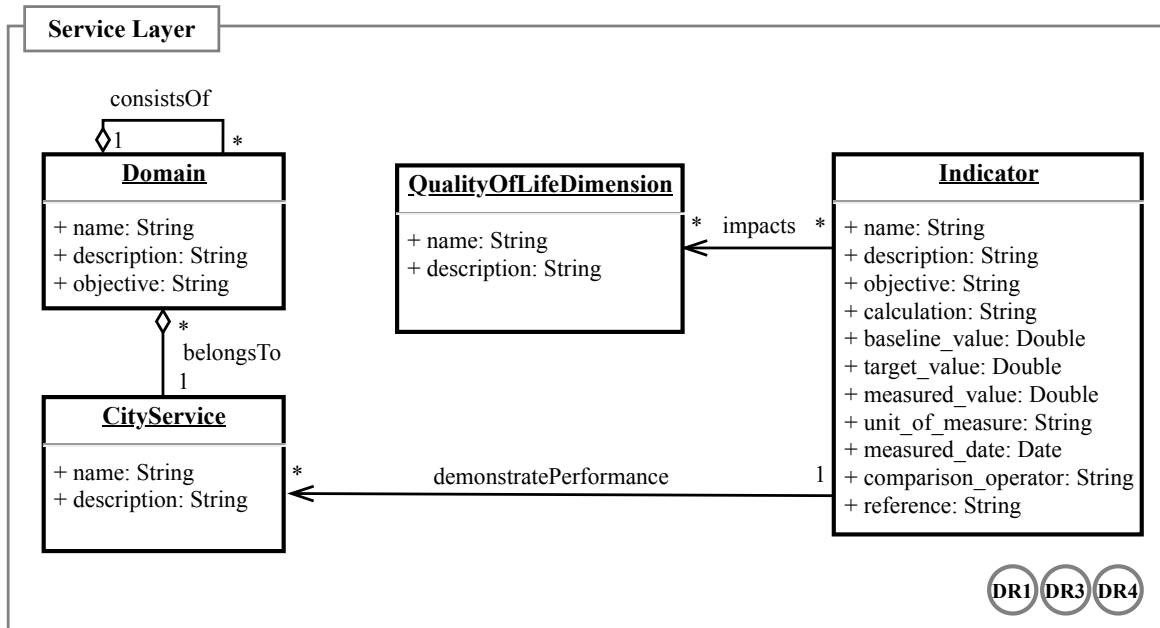 Service Layer
consistsOf
1
*
Domain
+ name: String
+ description: String
+ objective: String
*
belongsTo
1
CityService
+ name: String
+ description: String
QualityOfLifeDimension
+ name: String
+ description: String
* impacts *
Indicator
+ name: String
+ description: String
+ objective: String
+ calculation: String
+ baseline_value: Double
+ target_value: Double
+ measured_value: Double
+ unit_of_measure: String
+ measured_date: Date
+ comparison_operator: String
+ reference: String
* demonstratePerformance 1
DR1 DR3 DR4